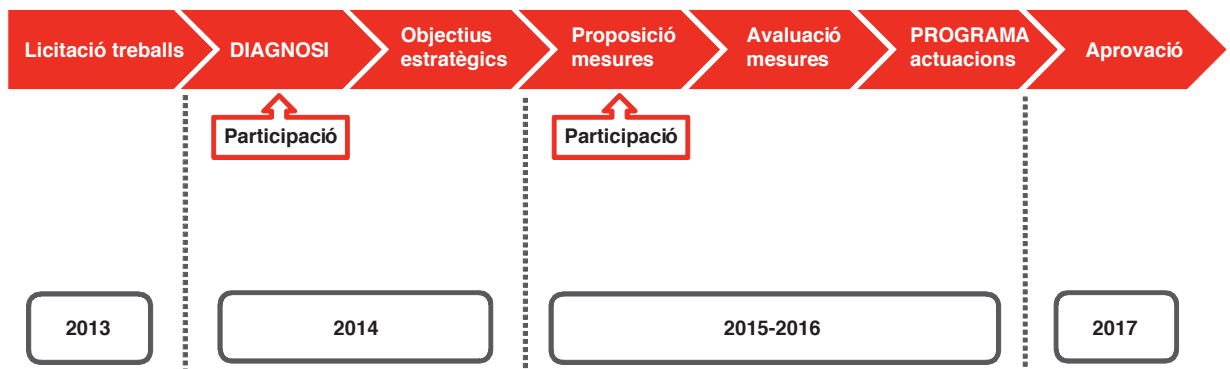 Licitació treballs
DIAGNOSI
Objectius
estratègics
Proposició
mesures
Avaluació
mesures
PROGRAMA
actuacions
Aprovació
Participació
Participació
2013
2014
2015-2016
2017